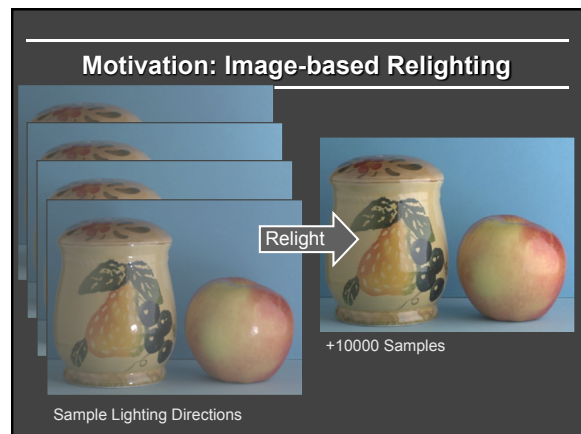 Motivation: Image-based Relighting
Relight
+10000 Samples
Sample Lighting Directions